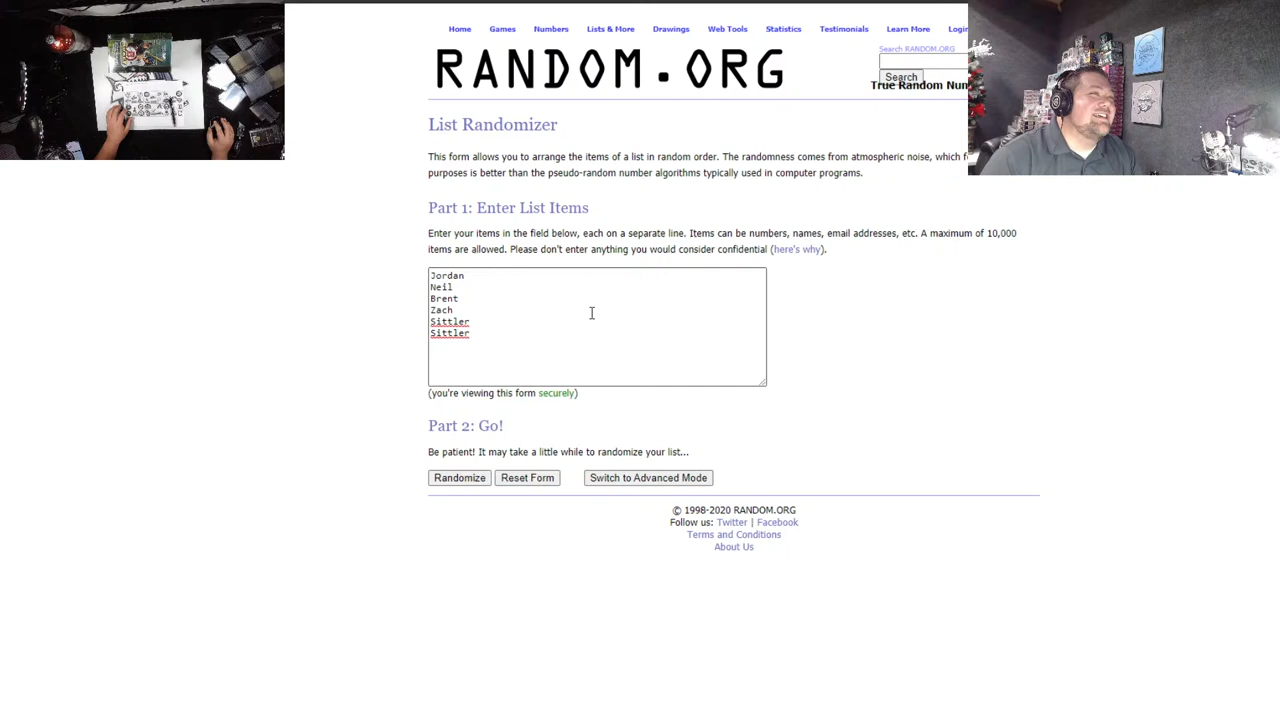 Home Games Numbers Lists & More Drawings Web Tools Statistics Testimonials Learn More Login
Search RANDOM.ORG
RANDOM.ORG
Search
True Random Num
List Randomizer
This form allows you to arrange the items of a list in random order. The randomness comes from atmospheric noise, which f
purposes is better than the pseudo-random number algorithms typically used in computer programs.
Part 1: Enter List Items
Enter your items in the field below, each on a separate line. Items can be numbers, names, email addresses, etc. A maximum of 10,000
items are allowed. Please don't enter anything you would consider confidential (here's why).
Jordan
Neil
Brent
Zach
Sittler
Sittler
(you're viewing this form securely)
Part 2: Go!
Be patient! It may take a little while to randomize your list...
Randomize Reset Form Switch to Advanced Mode
© 1998-2020 RANDOM.ORG
Follow us: Twitter | Facebook
Terms and Conditions
About Us